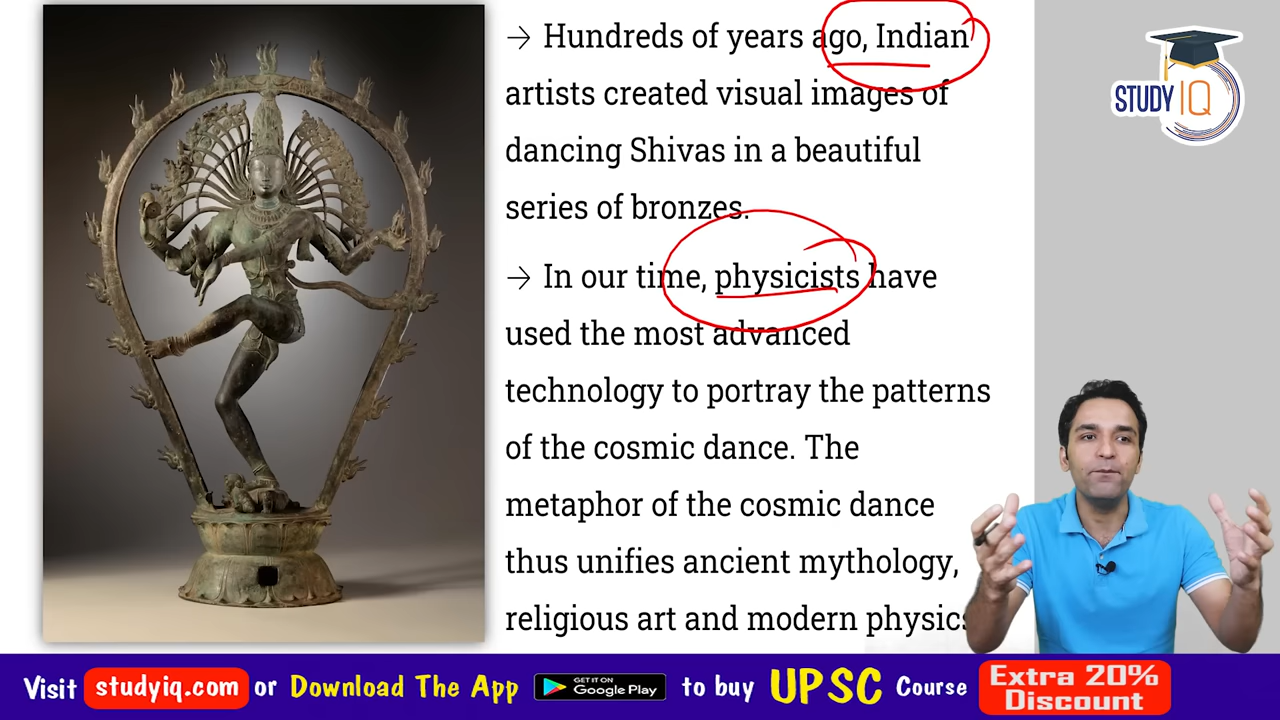 → Hundreds of years ago, Indian
artists created visual images of
dancing Shivas in a beautiful
series of bronzes.
→ In our time, physicists have
used the most advanced
technology to portray the patterns
of the cosmic dance. The
metaphor of the cosmic dance
thus unifies ancient mythology,
religious art and modern physics
STUDY IQ
Visit studyiq.com or Download The App GET IT ON Google Play to buy UPSC Course Extra 20% Discount